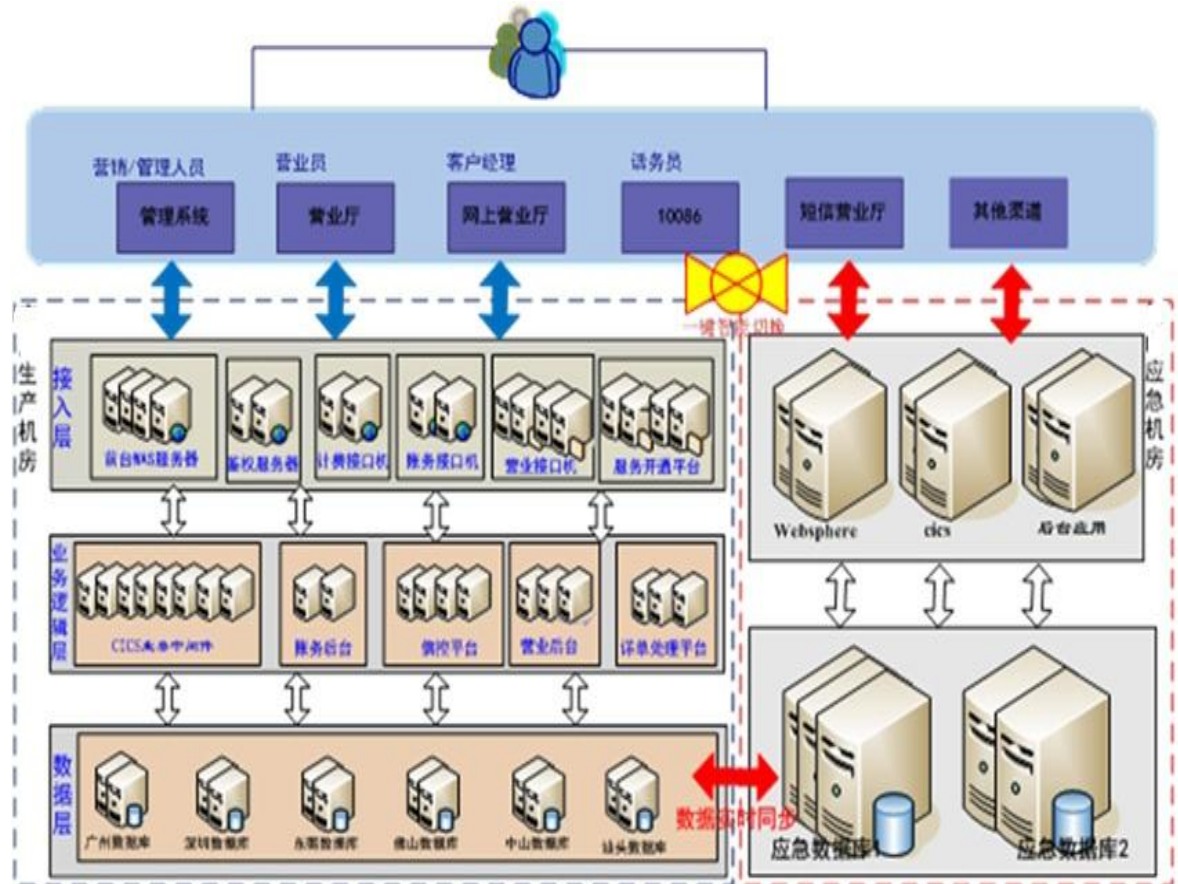 营销/管理人员
营业员
客户经理
话务员
管理系统
营业厅
网上营业厅
10086
短信营业厅
其他渠道
一键智能切换
生产机房
接入层
前台WAS服务器
鉴权服务器
计费接口机
账务接口机
营业接口机
服务开通平台
应急机房
Websphere
cics
后台应用
业务逻辑层
CICS业务中间件
账务后台
信控平台
营业后台
详单处理平台
数据层
广州数据库
深圳数据库
东莞数据库
佛山数据库
中山数据库
汕头数据库
数据实时同步
应急数据库1
应急数据库2